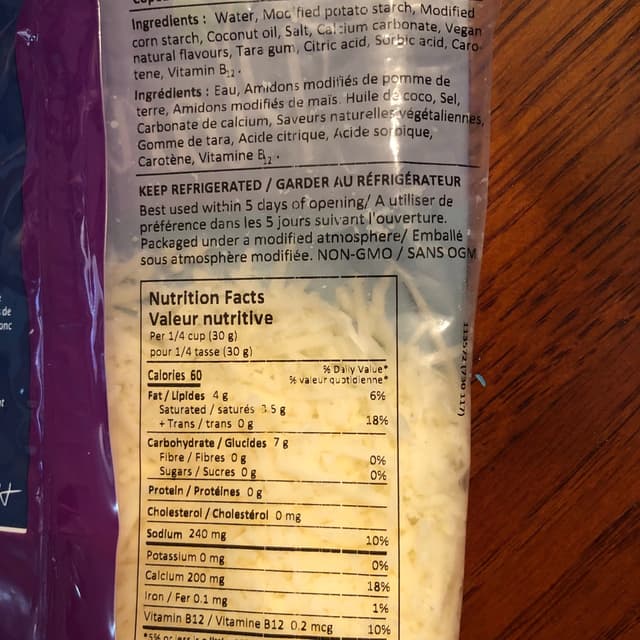 Ingredients : Water, Modified potato starch, Modified
corn starch, Coconut oil, Salt, Calcium carbonate, Vegan
natural flavours, Tara gum, Citric acid, Sorbic acid, Caro-
tene, Vitamin B12.
Ingrédients : Eau, Amidons modifiés de pomme de
terre, Amidons modifiés de maïs. Huile de coco, Sel,
Carbonate de calcium, Saveurs naturelles végétaliennes,
Gomme de tara, Acide citrique, Acide sorbique,
Carotène, Vitamine B12.
KEEP REFRIGERATED / GARDER AU RÉFRIGÉRATEUR
Best used within 5 days of opening/ A utiliser de
préférence dans les 5 jours suivant l'ouverture.
Packaged under a modified atmosphere/ Emballé
sous atmosphère modifiée. NON-GMO / SANS OGM
Nutrition Facts
Valeur nutritive
Per 1/4 cup (30 g)
pour 1/4 tasse (30 g)
% Daily Value*
Calories 60
% valeur quotidienne*
Fat / Lipides 4 g 6%
Saturated / saturés 3.5 g
+ Trans / trans 0 g 18%
Carbohydrate / Glucides 7 g
Fibre / Fibres 0 g 0%
Sugars / Sucres 0 g 0%
Protein / Protéines 0 g
Cholesterol / Cholestérol 0 mg
Sodium 240 mg 10%
Potassium 0 mg 0%
Calcium 200 mg 18%
Iron / Fer 0.1 mg 1%
Vitamin B12 / Vitamine B12 0.2 mcg 10%
*5% or less is a little